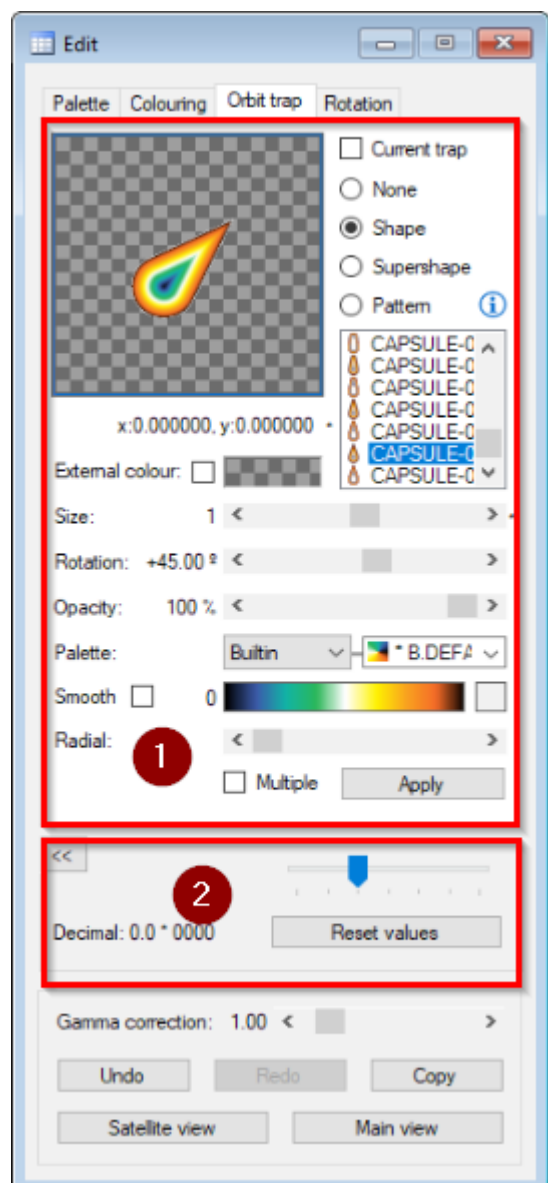 Edit
Palette Colouring Orbit trap Rotation
Current trap
None
Shape
Supershape
Pattern
CAPSULE-0
CAPSULE-0
CAPSULE-0
CAPSULE-0
CAPSULE-0
CAPSULE-0
CAPSULE-0
x:0.000000, y:0.000000
External colour:
Size: 1
Rotation: +45.00 º
Opacity: 100 %
Palette: Builtin * B.DEFA
Smooth 0
Radial:
1
Multiple Apply
<<
2
Decimal: 0.0 * 0000 Reset values
Gamma correction: 1.00
Undo Redo Copy
Satellite view Main view